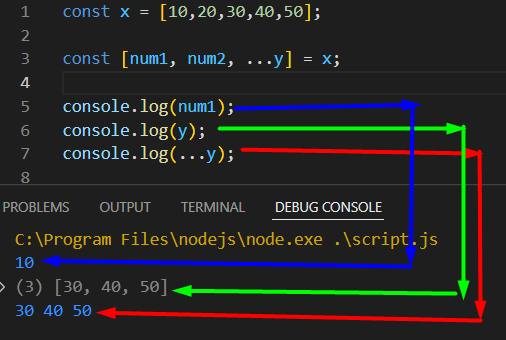 1 const x = [10,20,30,40,50];
2
3 const [num1, num2, ...y] = x;
4
5 console.log(num1);
6 console.log(y);
7 console.log(...y);
8
PROBLEMS OUTPUT TERMINAL DEBUG CONSOLE
C:\Program Files\nodejs\node.exe .\script.js
10
(3) [30, 40, 50]
30 40 50